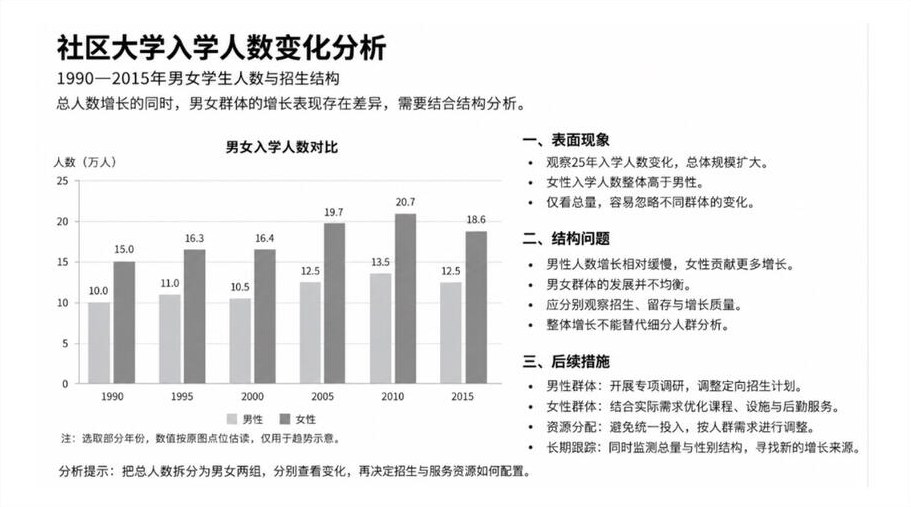 社区大学入学人数变化分析
1990—2015年男女学生人数与招生结构
总人数增长的同时，男女群体的增长表现存在差异，需要结合结构分析。
男女入学人数对比
人数（万人）
25
20
15
10
5
0
10.0
15.0
11.0
16.3
10.5
16.4
12.5
19.7
13.5
20.7
12.5
18.6
1990
1995
2000
2005
2010
2015
男性
女性
注：选取部分年份，数值按原图点位估读，仅用于趋势示意。
分析提示：把总人数拆分为男女两组，分别查看变化，再决定招生与服务资源如何配置。
一、表面现象
• 观察25年入学人数变化，总体规模扩大。
• 女性入学人数整体高于男性。
• 仅看总量，容易忽略不同群体的变化。
二、结构问题
• 男性人数增长相对缓慢，女性贡献更多增长。
• 男女群体的发展并不均衡。
• 应分别观察招生、留存与增长质量。
• 整体增长不能替代细分人群分析。
三、后续措施
• 男性群体：开展专项调研，调整定向招生计划。
• 女性群体：结合实际需求优化课程、设施与后勤服务。
• 资源分配：避免统一投入，按人群需求进行调整。
• 长期跟踪：同时监测总量与性别结构，寻找新的增长来源。